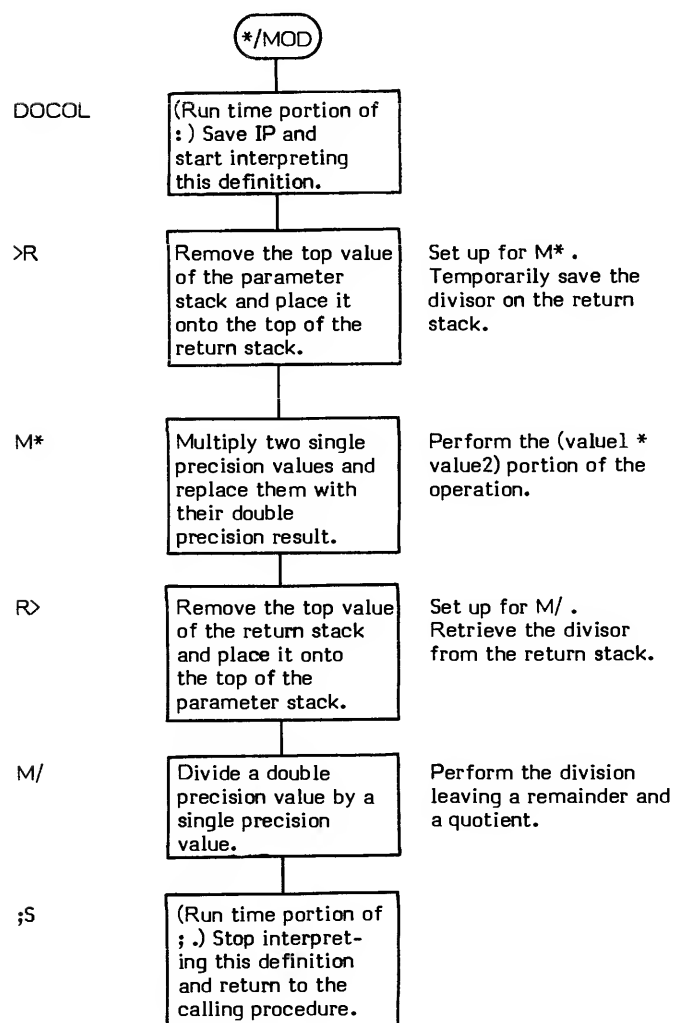 */MOD
DOCOL
(Run time portion of
: ) Save IP and
start interpreting
this definition.
>R
Remove the top value
of the parameter
stack and place it
onto the top of the
return stack.
Set up for M* .
Temporarily save the
divisor on the return
stack.
M*
Multiply two single
precision values and
replace them with
their double
precision result.
Perform the (value1 *
value2) portion of the
operation.
R>
Remove the top value
of the return stack
and place it onto
the top of the
parameter stack.
Set up for M/ .
Retrieve the divisor
from the return stack.
M/
Divide a double
precision value by a
single precision
value.
Perform the division
leaving a remainder and
a quotient.
;S
(Run time portion of
; .) Stop interpret-
ing this definition
and return to the
calling procedure.